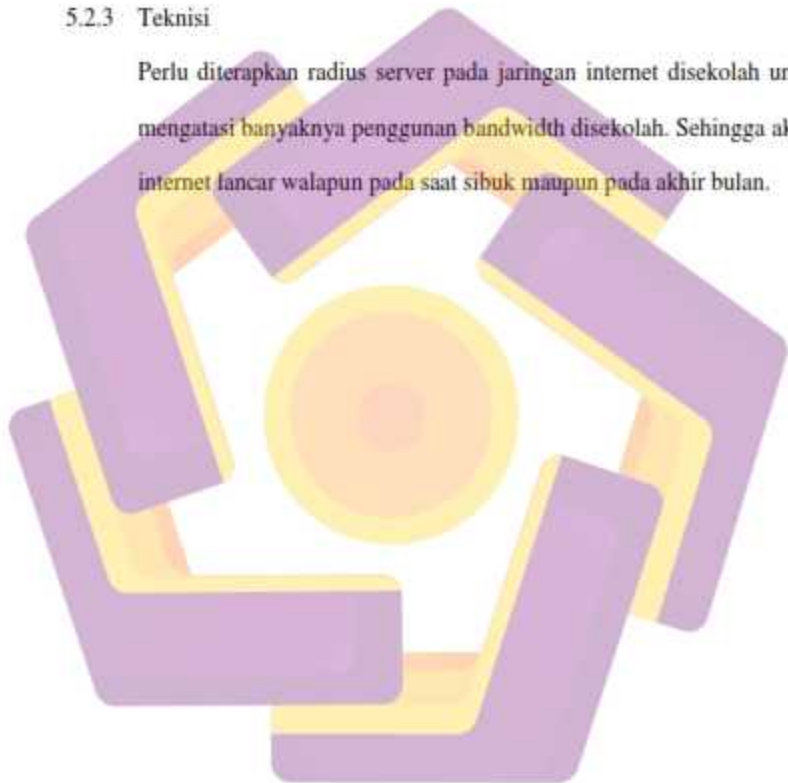 5.2.3 Teknisi
Perlu diterapkan radius server pada jaringan internet disekolah
mengatasi banyaknya penggunan bandwidth disekolah. Sehingga
internet lancar walapun pada saat sibuk maupun pada akhir bulan.